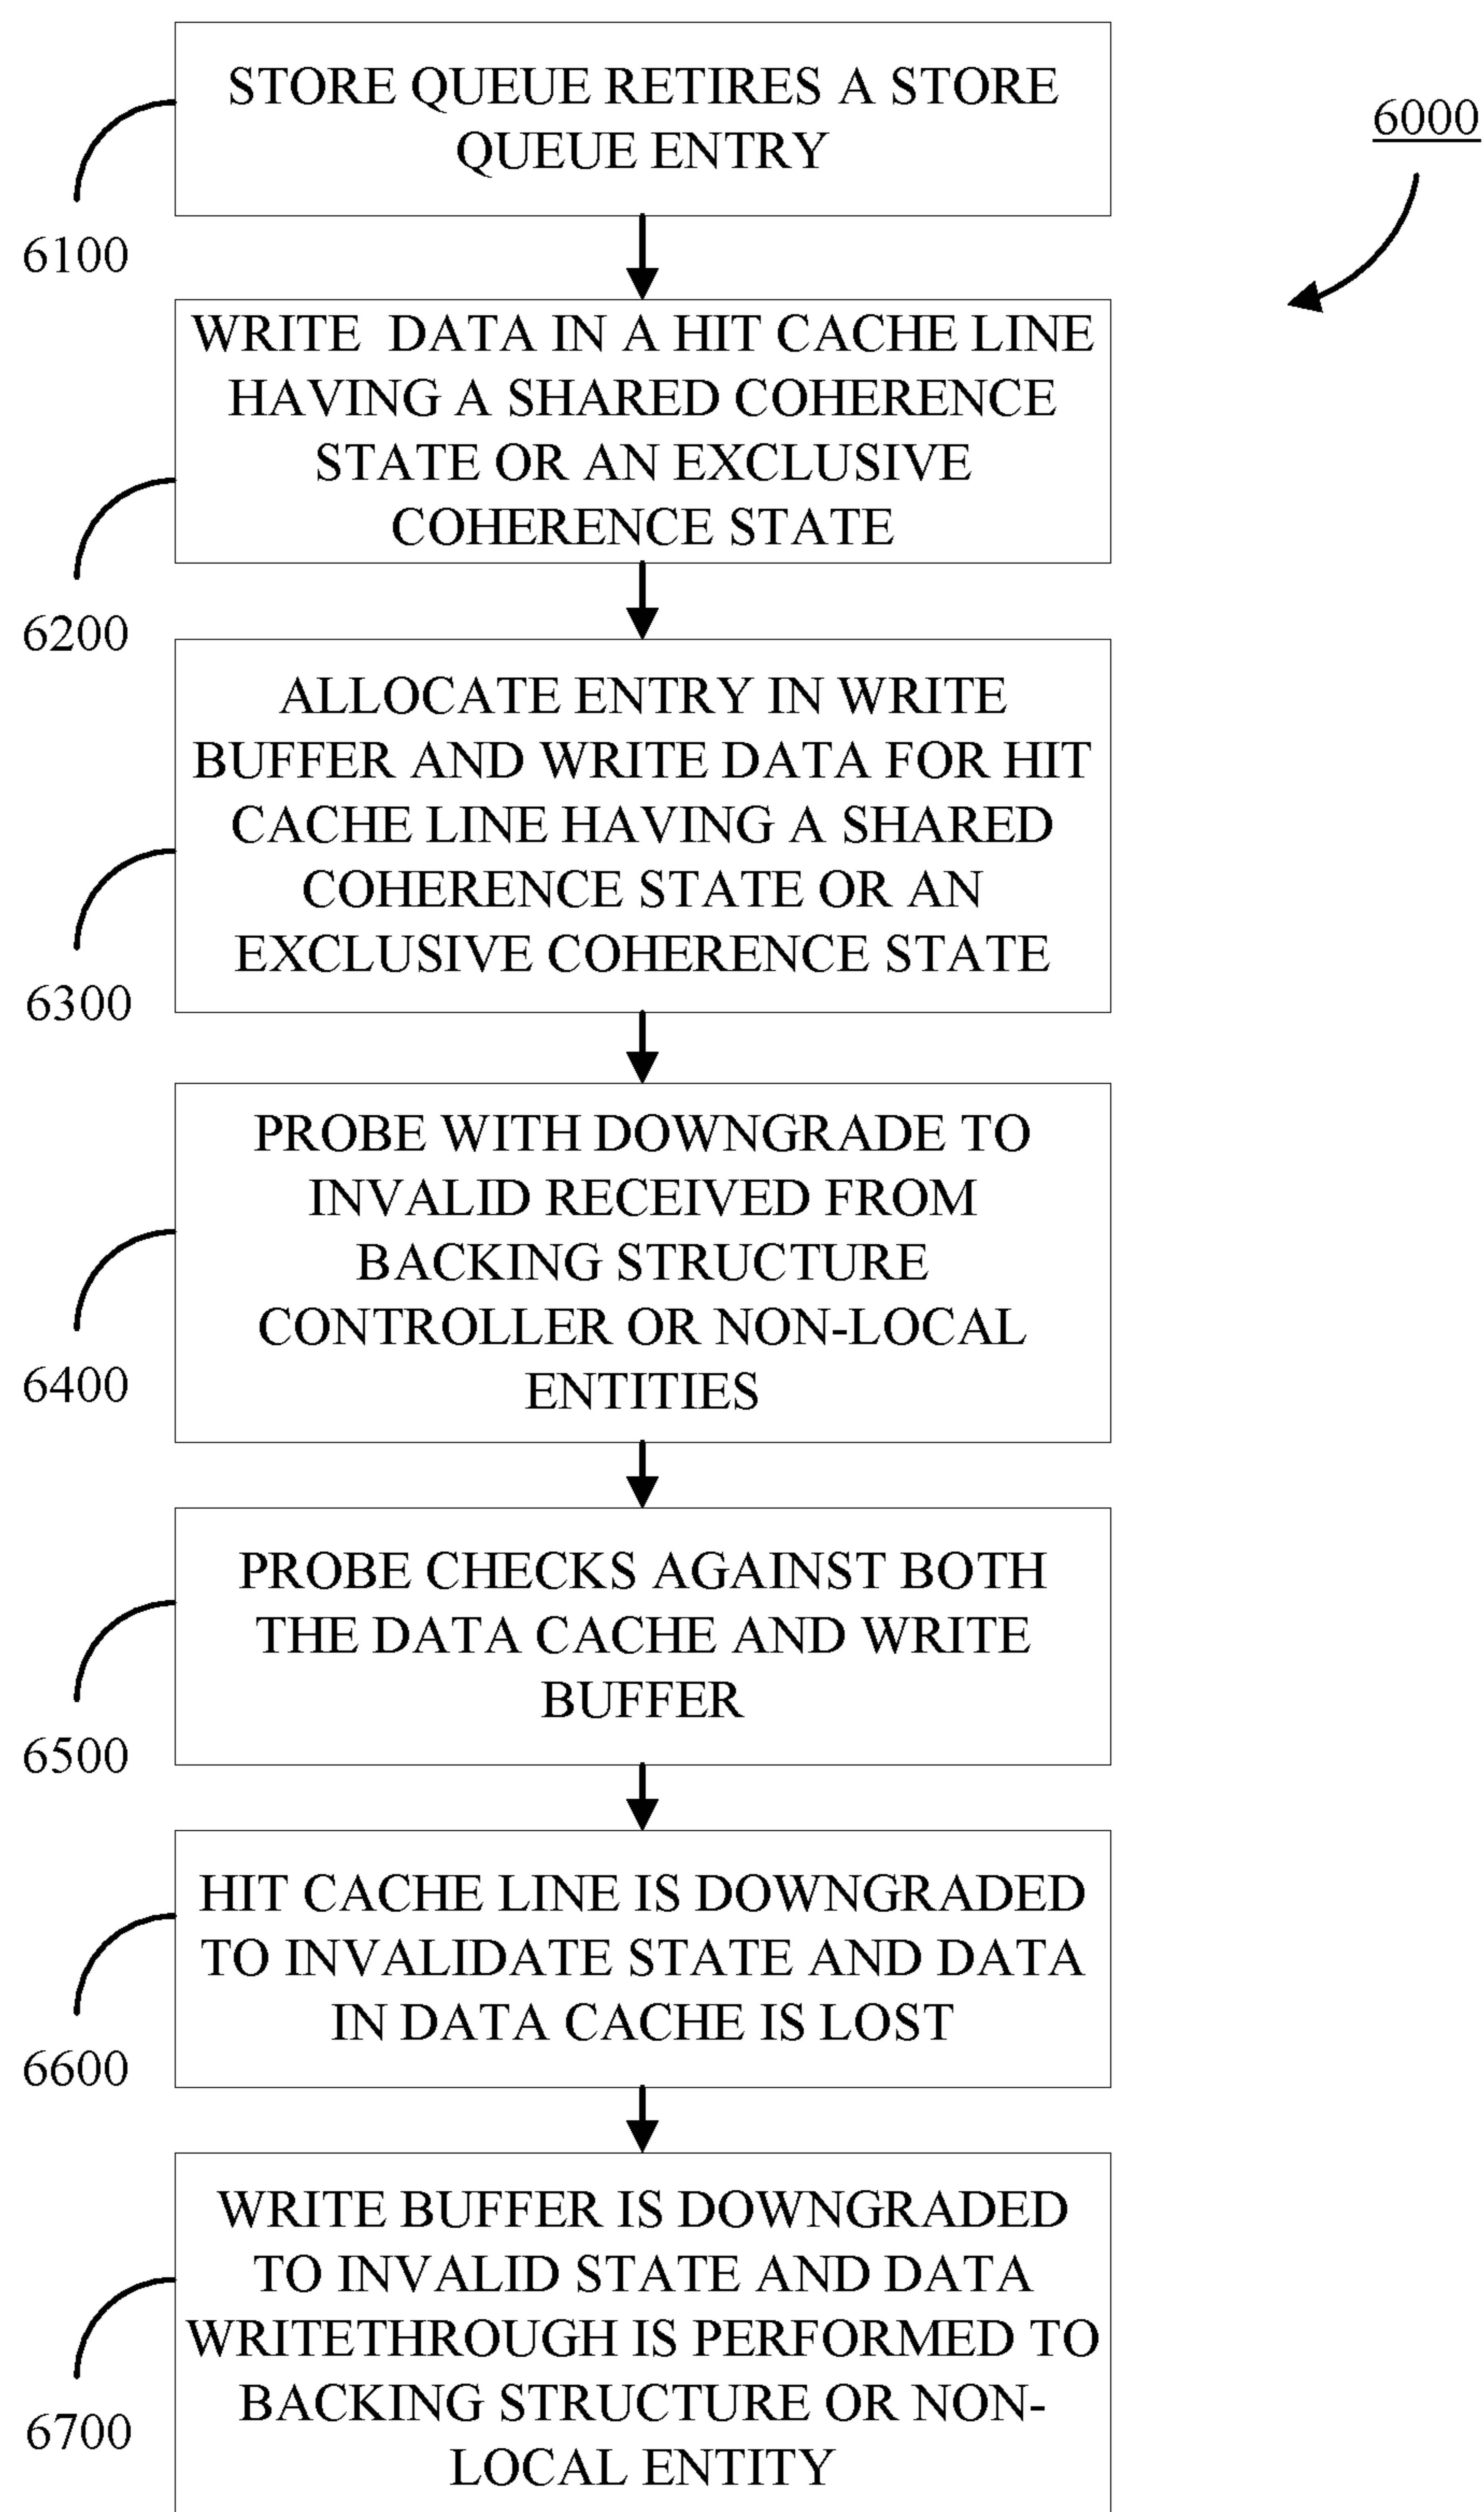 STORE QUEUE RETIRES A STORE
QUEUE ENTRY
6000
6100
WRITE DATA IN A HIT CACHE LINE
HAVING A SHARED COHERENCE
STATE OR AN EXCLUSIVE
COHERENCE STATE
6200
ALLOCATE ENTRY IN WRITE
BUFFER AND WRITE DATA FOR HIT
CACHE LINE HAVING A SHARED
COHERENCE STATE OR AN
EXCLUSIVE COHERENCE STATE
6300
PROBE WITH DOWNGRADE TO
INVALID RECEIVED FROM
BACKING STRUCTURE
CONTROLLER OR NON-LOCAL
ENTITIES
6400
PROBE CHECKS AGAINST BOTH
THE DATA CACHE AND WRITE
BUFFER
6500
HIT CACHE LINE IS DOWNGRADED
TO INVALIDATE STATE AND DATA
IN DATA CACHE IS LOST
6600
WRITE BUFFER IS DOWNGRADED
TO INVALID STATE AND DATA
WRITETHROUGH IS PERFORMED TO
BACKING STRUCTURE OR NON-
LOCAL ENTITY
6700